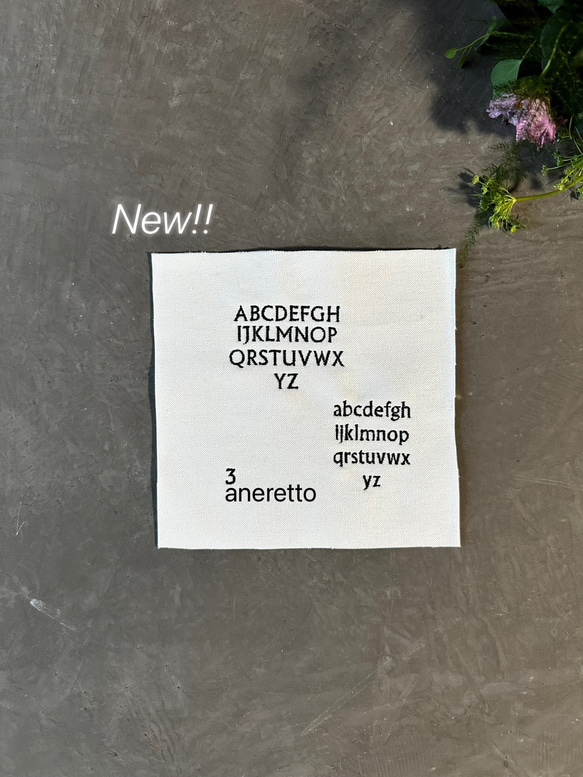 New!!
ABCDEFGH
IJKLMNOP
QRSTUVWX
YZ
abcdefgh
ijklmnop
qrstuvwx
yz
3
aneretto